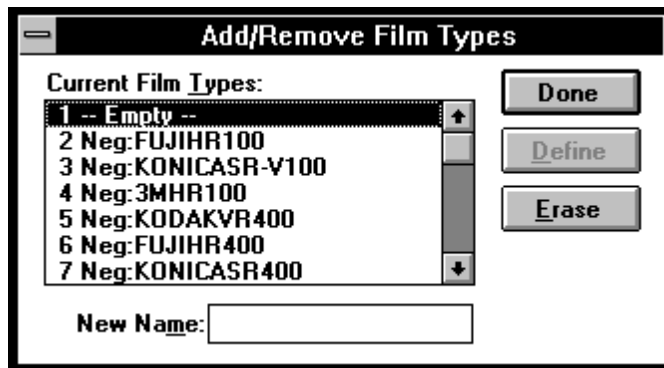 Add/Remove Film Types
Current Film Types:
1 -- Empty --
2 Neg:FUJIHR100
3 Neg:KONICASR-V100
4 Neg:3MHR100
5 Neg:KODAKVR400
6 Neg:FUJIHR400
7 Neg:KONICASR400
Done
Define
Erase
New Name: